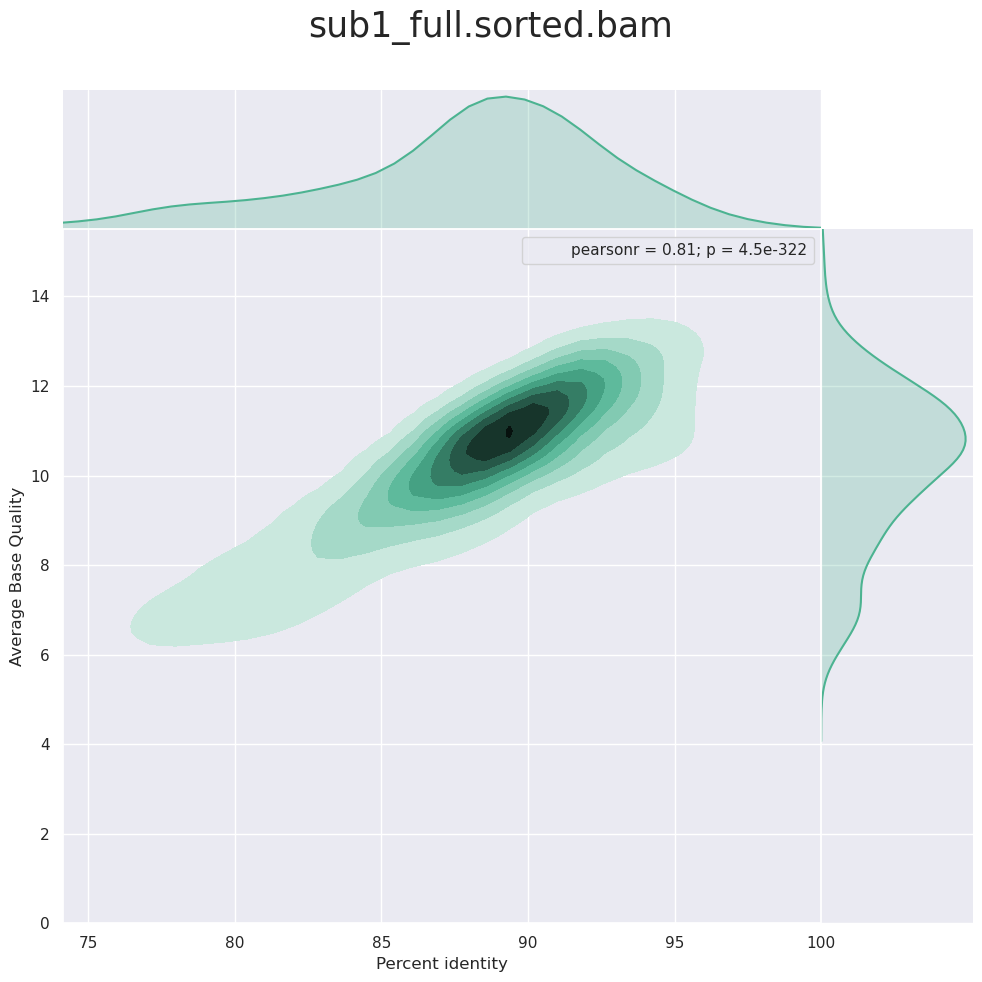 sub1_full.sorted.bam
pearsonr = 0.81; p = 4.5e-322
14
12
10
8
6
4
2
0
Average Base Quality
75 80 85 90 95 100
Percent identity